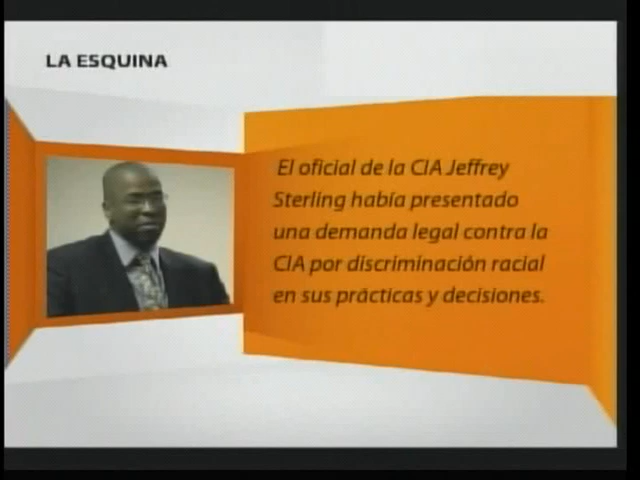 LA ESQUINA
El oficial de la CIA Jeffrey
Sterling había presentado
una demanda legal contra la
CIA por discriminación racial
en sus prácticas y decisiones.